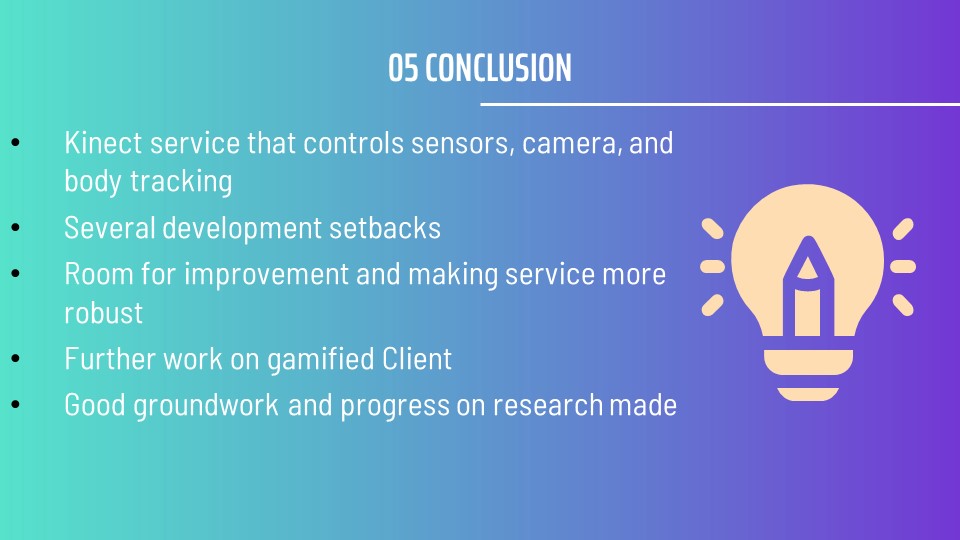 05 CONCLUSION
• Kinect service that controls sensors, camera, and
body tracking
• Several development setbacks
• Room for improvement and making service more
robust
• Further work on gamified Client
• Good groundwork and progress on research made